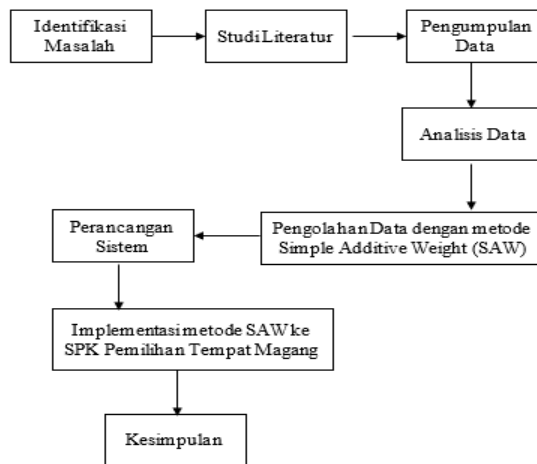 Identifikasi
Masalah
Studi Literatur
Pengumpulan
Data
Analisis Data
Pengolahan Data dengan metode
Simple Additive Weight (SAW)
Perancangan
Sistem
Implementasi metode SAW ke
SPK Pemilihan Tempat Magang
Kesimpulan